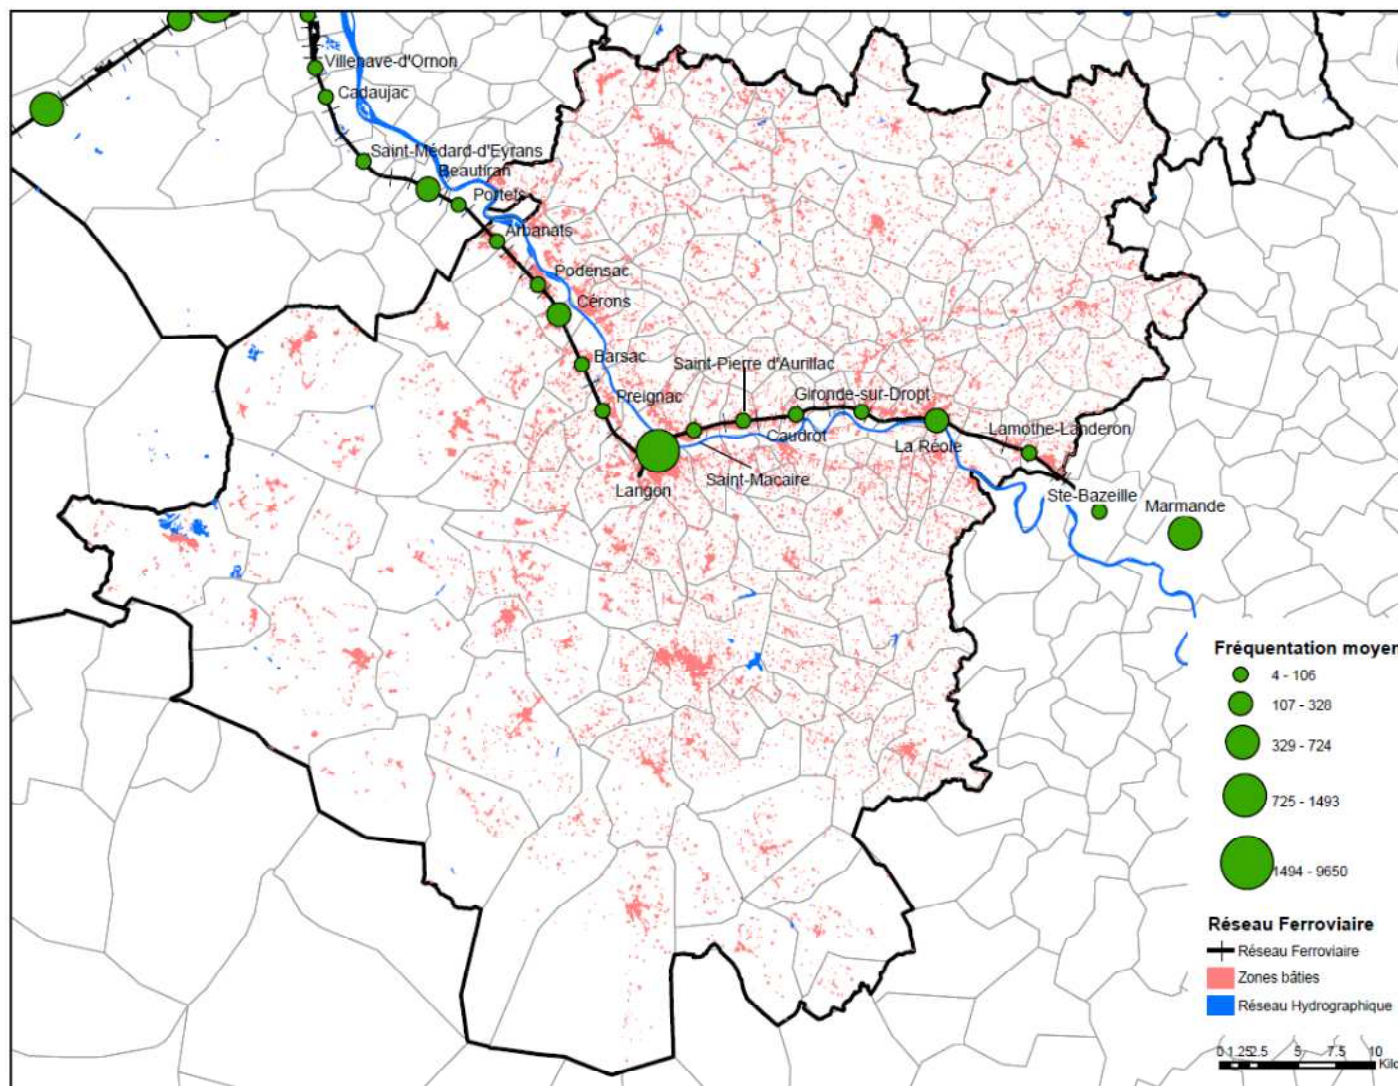 Villenave-d'Ornon
Cadaujac
Saint-Médard-d'Eyrans
Beautiran
Portets
Arbanats
Podensac
Cérons
Barsac
Saint-Pierre d'Aurillac
Preignac
Gironde-sur-Dropt
Caudrot
La Réole
Lamothe-Landeron
Langon
Saint-Macaire
Ste-Bazeille
Marmande
Fréquentation moyen
4 - 106
107 - 328
329 - 724
725 - 1493
1494 - 9650
Réseau Ferroviaire
Réseau Ferroviaire
Zones bâties
Réseau Hydrographique
0 1.25 2.5 5 7.5 10
Kilo